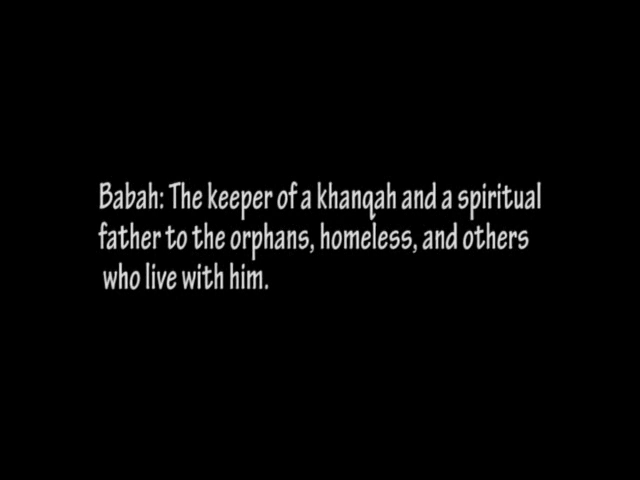 Babah: The keeper of a khanqah and a spiritual
father to the orphans, homeless, and others
who live with him.